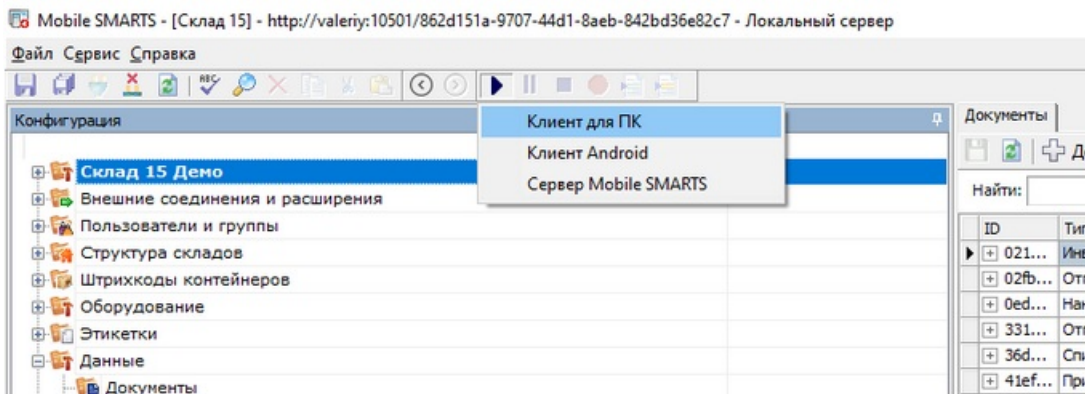 Mobile SMARTS - [Склад 15] - http://valeriy:10501/862d151a-9707-44d1-8aeb-842bd36e82c7 - Локальный сервер
Файл Сервис Справка
Конфигурация
Клиент для ПК
Клиент Android
Сервер Mobile SMARTS
Склад 15 Демо
Внешние соединения и расширения
Пользователи и группы
Структура складов
Штрихкоды контейнеров
Оборудование
Этикетки
Данные
Документы
Документы
Найти:
ID
021...
02fb...
0ed...
331...
36d...
41ef...